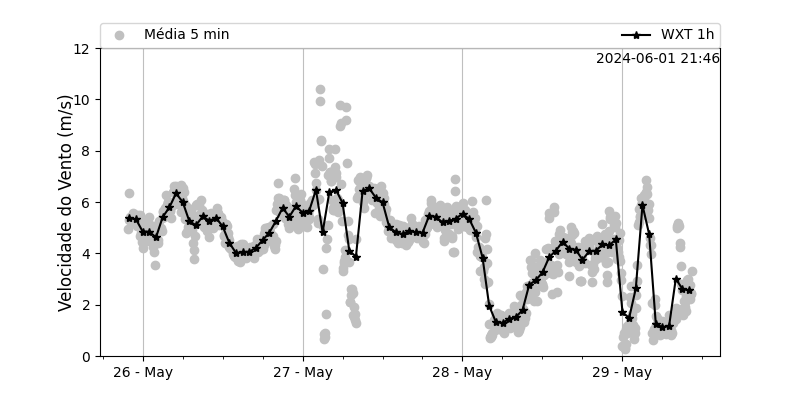 Média 5 min
WXT 1h
2024-06-01 21:46
Velocidade do Vento (m/s)
12
10
8
6
4
2
0
26 - May
27 - May
28 - May
29 - May